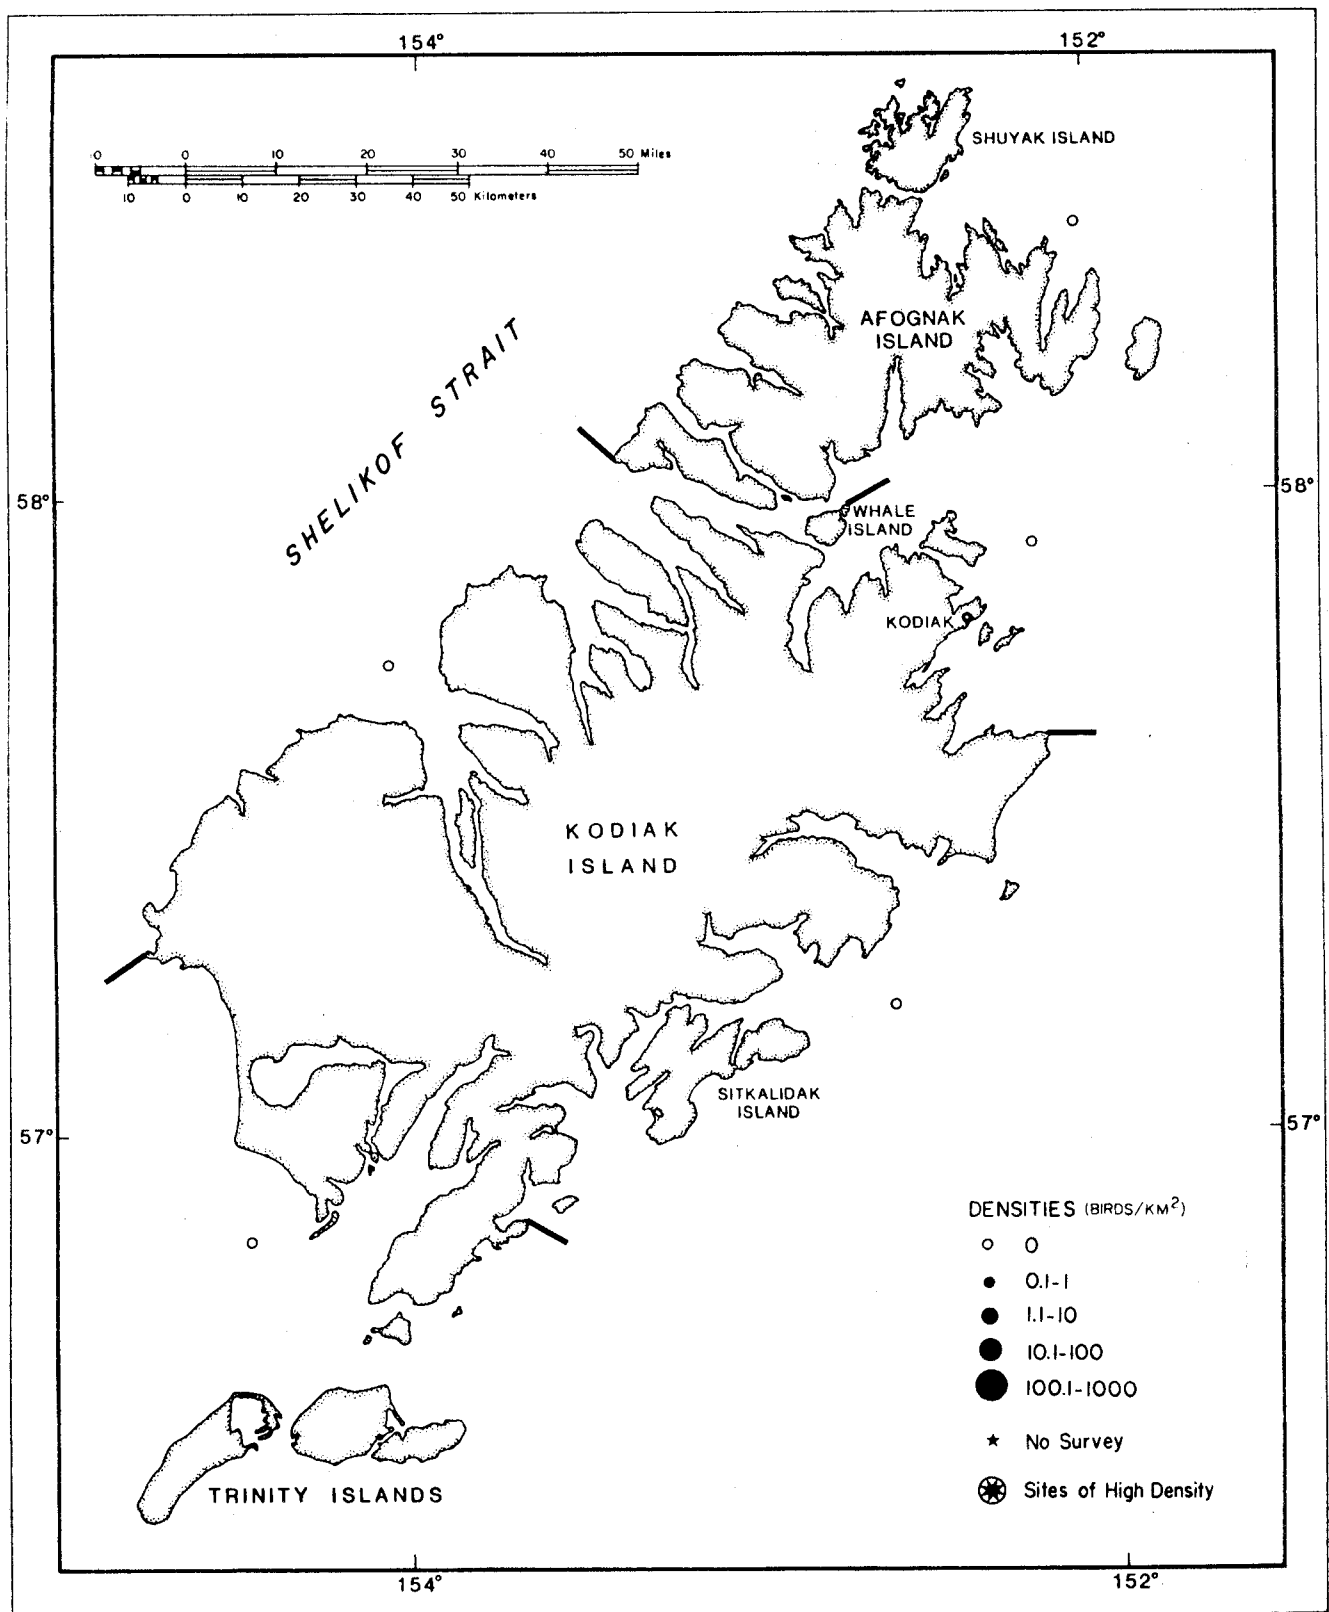 154°
152°
0 0 10 20 30 40 50 Miles
10 0 10 20 30 40 50 Kilometers
SHUYAK ISLAND
AFOGNAK
ISLAND
SHELIKOF STRAIT
58°
58°
WHALE
ISLAND
KODIAK
KODIAK
ISLAND
SITKALIDAK
ISLAND
57°
57°
DENSITIES (BIRDS/KM²)
0
0.1-1
1.1-10
10.1-100
100.1-1000
No Survey
Sites of High Density
TRINITY ISLANDS
154°
152°